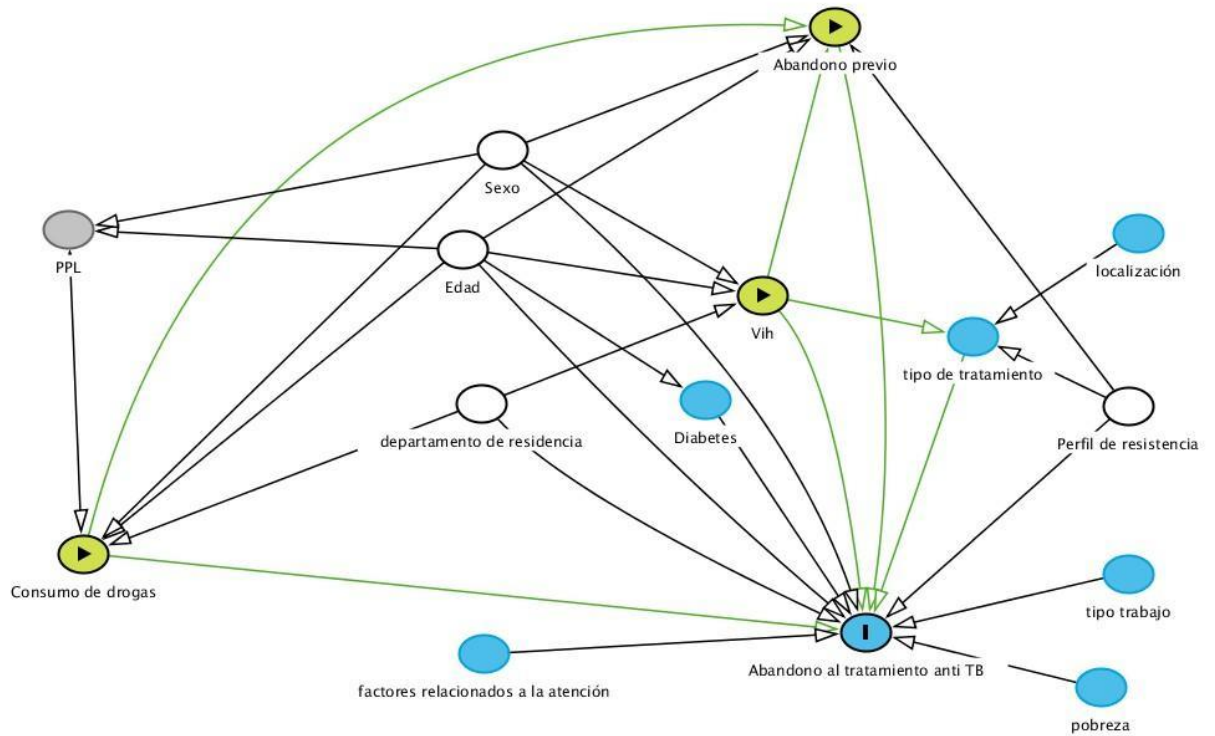 Abandono previo
Sexo
PPL
Edad
localización
Vih
tipo de tratamiento
departamento de residencia
Diabetes
Perfil de resistencia
Consumo de drogas
tipo trabajo
factores relacionados a la atención
Abandono al tratamiento anti TB
pobreza